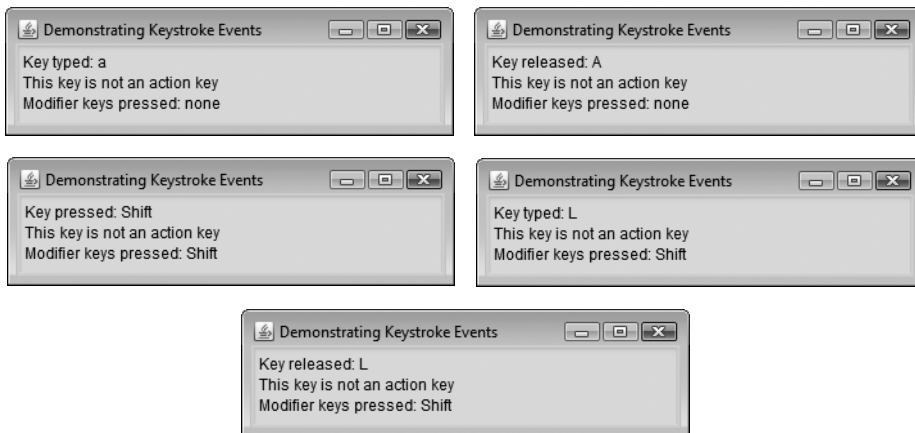 Demonstrating Keystroke Events
Key typed: a
This key is not an action key
Modifier keys pressed: none
Demonstrating Keystroke Events
Key released: A
This key is not an action key
Modifier keys pressed: none
Demonstrating Keystroke Events
Key pressed: Shift
This key is not an action key
Modifier keys pressed: Shift
Demonstrating Keystroke Events
Key typed: L
This key is not an action key
Modifier keys pressed: Shift
Demonstrating Keystroke Events
Key released: L
This key is not an action key
Modifier keys pressed: Shift